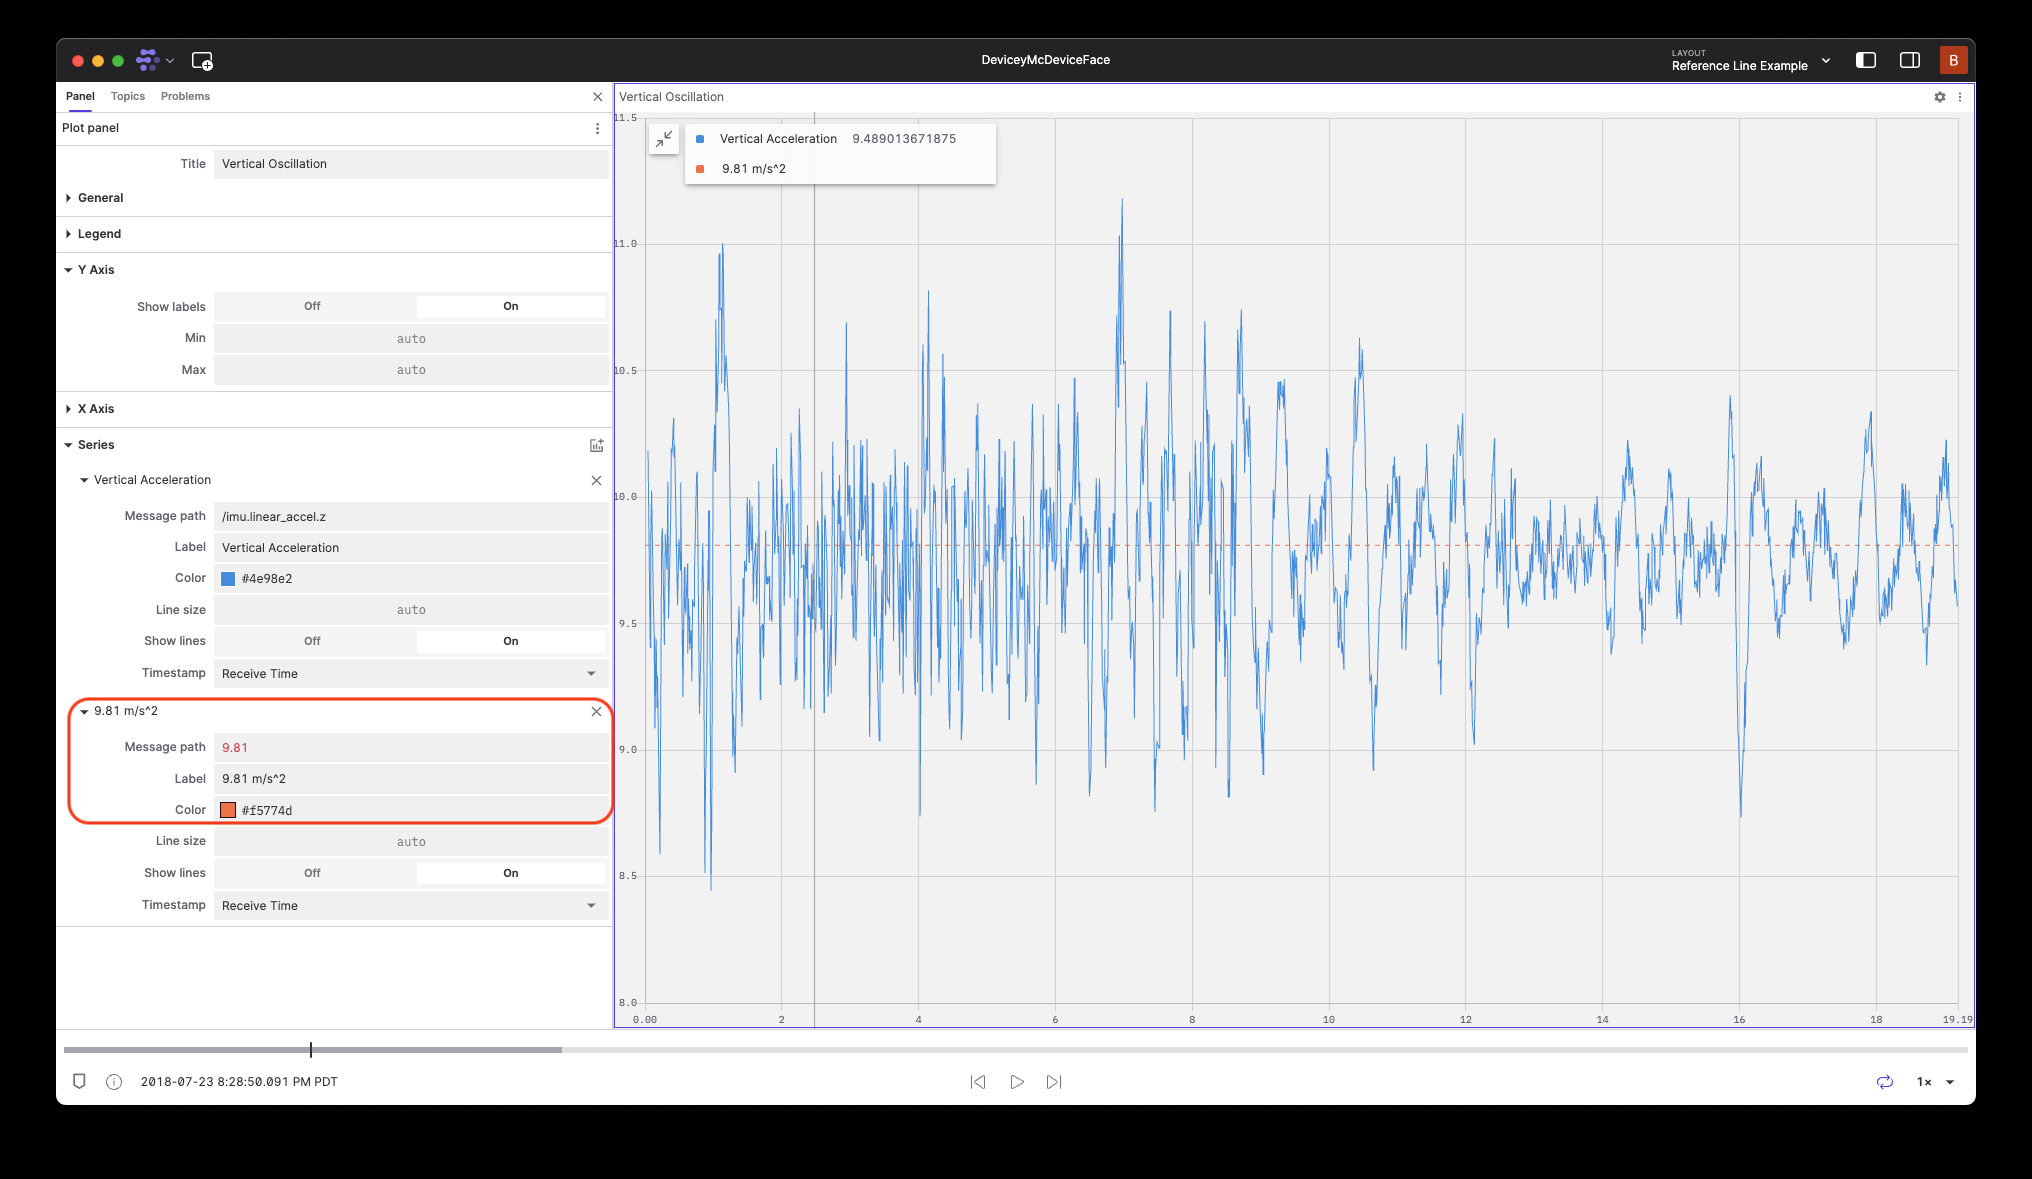 DeviceyMcDeviceFace
LAYOUT
Reference Line Example
B
Panel Topics Problems
Plot panel
Title Vertical Oscillation
General
Legend
Y Axis
Show labels Off On
Min auto
Max auto
X Axis
Series
Vertical Acceleration
Message path /imu.linear_accel.z
Label Vertical Acceleration
Color #4e98e2
Line size auto
Show lines Off On
Timestamp Receive Time
9.81 m/s^2
Message path 9.81
Label 9.81 m/s^2
Color #f5774d
Line size auto
Show lines Off On
Timestamp Receive Time
Vertical Oscillation
Vertical Acceleration 9.489013671875
9.81 m/s^2
11.5
11.0
10.5
10.0
9.5
9.0
8.5
8.0
0.00 2 4 6 8 10 12 14 16 18 19.19
2018-07-23 8:28:50.091 PM PDT
1×